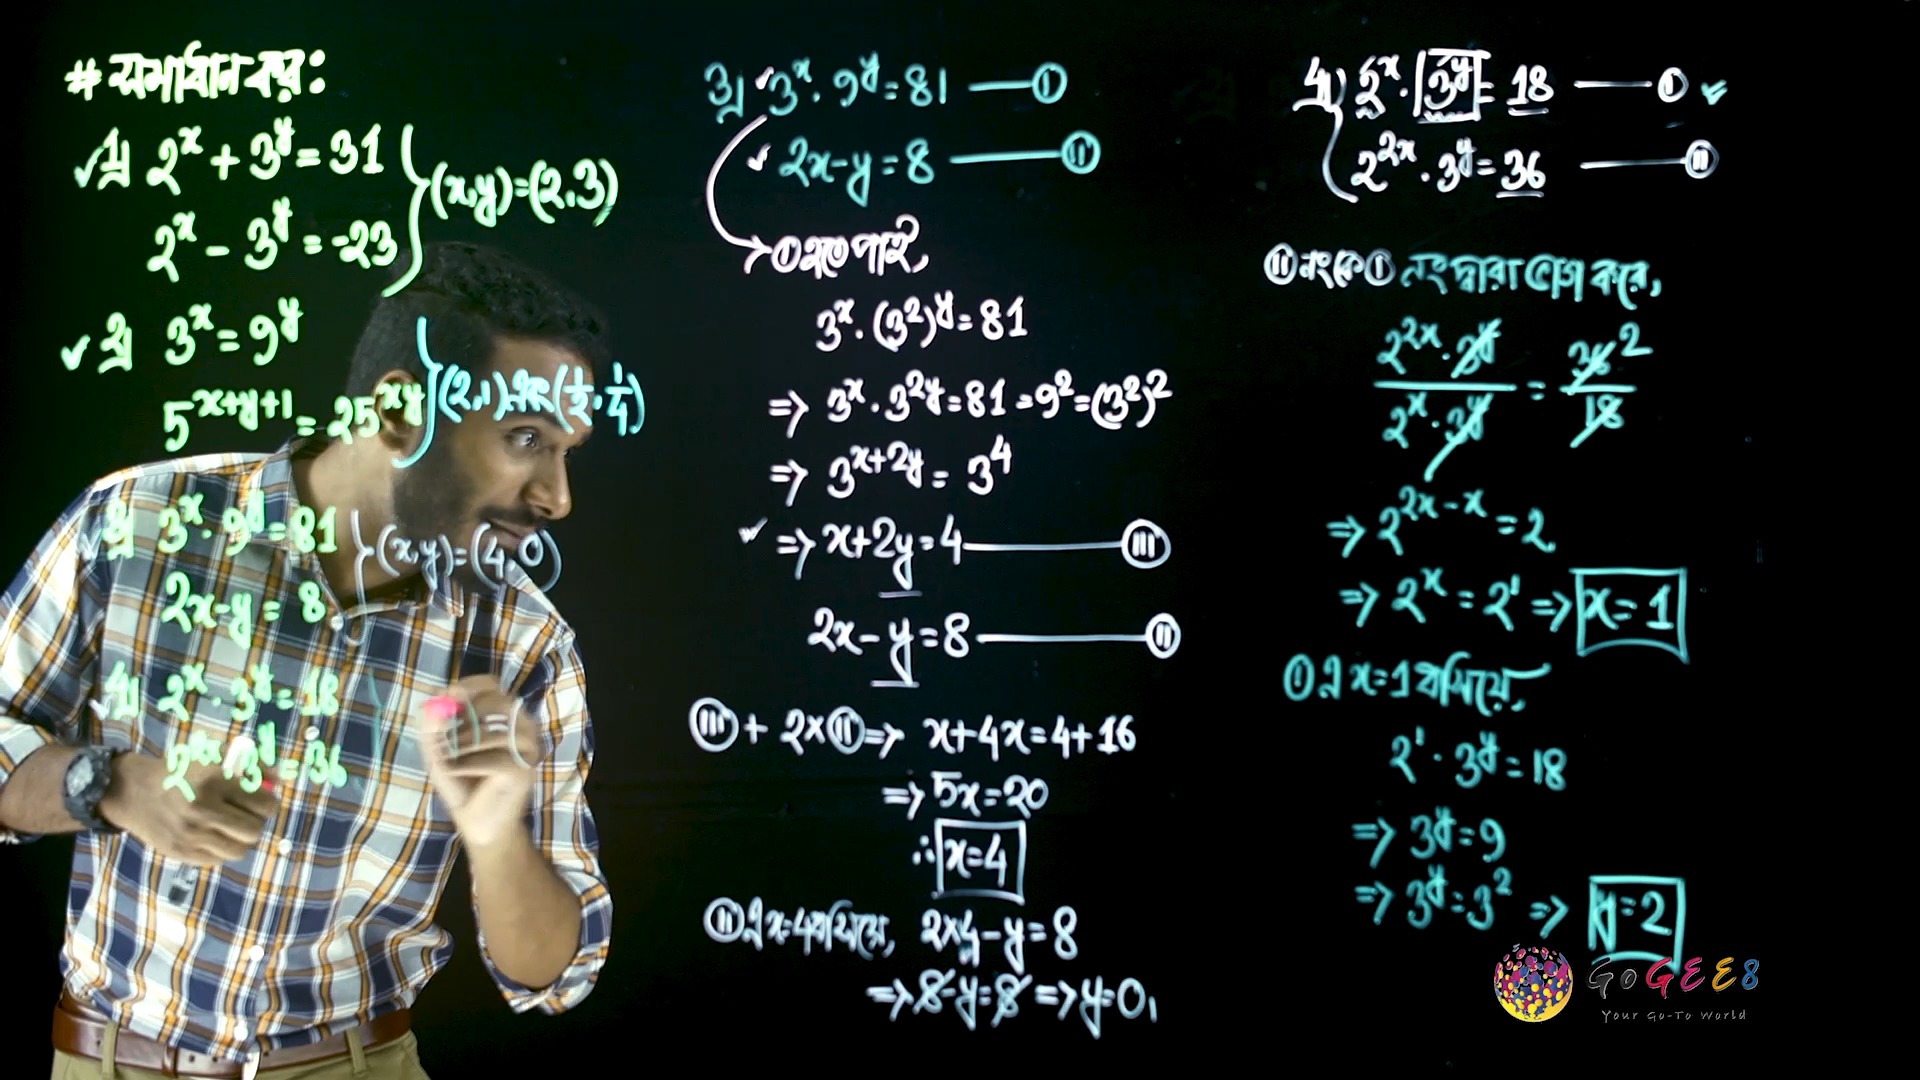 # সমাধান কর:
১) 2^x + 3^y = 31
2^x - 3^y = -23
(x,y)=(2,3)
২) 3^x = 9^y
5^{x+y+1} = 25^{xy}
(2,1) এবং (1/2, 1/4)
৩) 3^x · 9^y = 81
2x-y = 8
(x,y)=(4,0)
৪) 2^x · 3^y = 18
2^{2x} · 3^y = 36
) = (
৩) 3^x · 9^y = 81 — (i)
2x-y = 8 — (ii)
(i) হতে পাই,
3^x · (3^2)^y = 81
=> 3^x · 3^{2y} = 81 = 9^2 = (3^2)^2
=> 3^{x+2y} = 3^4
=> x+2y = 4 — (iii)
2x-y = 8 — (ii)
(iii) + 2×(ii) => x+4x = 4+16
=> 5x = 20
∴ x=4
(ii) এ x=4 বসিয়ে, 2×4-y = 8
=> 8-y = 8 => y=0,
৪) 2^x · 3^y = 18 — (i)
2^{2x} · 3^y = 36 — (ii)
(ii) নং কে (i) নং দ্বারা ভাগ করে,
2^{2x} · 3^y / 2^x · 3^y = 36 / 18 2
=> 2^{2x-x} = 2
=> 2^x = 2^1 => x=1
(i) এ x=1 বসিয়ে,
2^1 · 3^y = 18
=> 3^y = 9
=> 3^y = 3^2 => y=2
GOGEE8
Your Go-To World